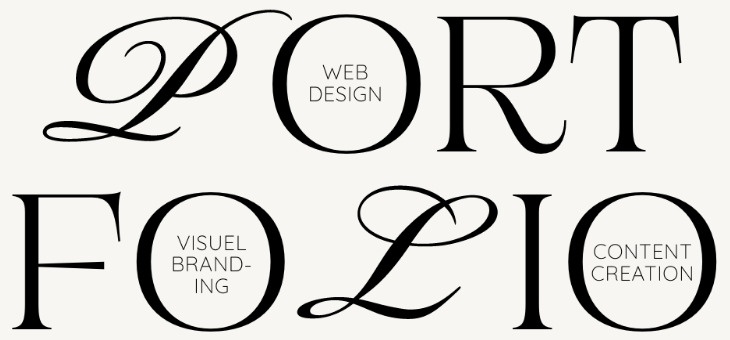 PORT
WEB
DESIGN
FOLIO
VISUEL
BRAND-
ING
CONTENT
CREATION